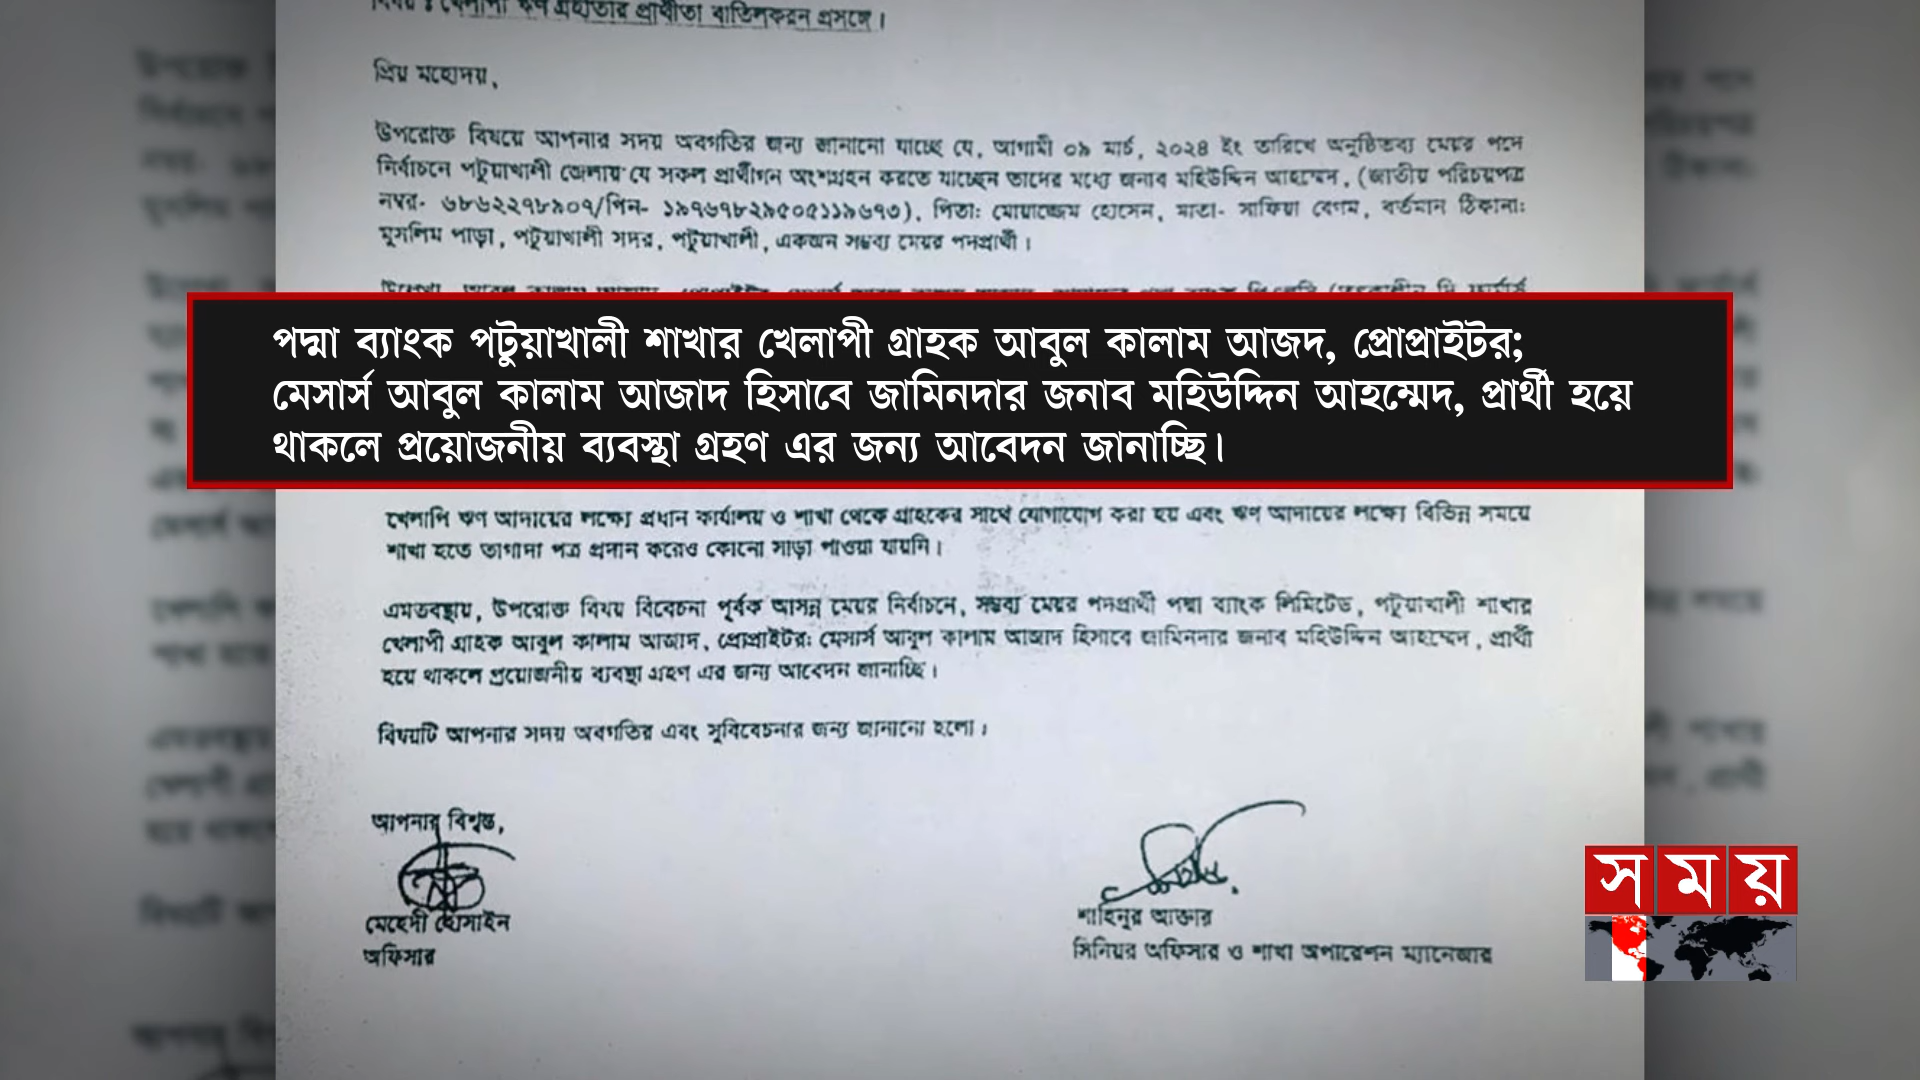 বিষয় : খেলাপী ঋণ গ্রহীতার প্রার্থীতা বাতিলকরন প্রসঙ্গে।
প্রিয় মহোদয়,
উপরোক্ত বিষয়ে আপনার সদয় অবগতির জন্য জানানো যাচ্ছে যে, আগামী ০৯ মার্চ, ২০২৪ ইং তারিখে অনুষ্ঠিতব্য মেয়র পদে
নির্বাচনে পটুয়াখালী জেলায় যে সকল প্রার্থীগন অংশগ্রহন করতে যাচ্ছেন তাদের মধ্যে জনাব মহিউদ্দিন আহম্মেদ, (জাতীয় পরিচয়পত্র
নম্বর- ৬৮৬২২৭৮৯০৭/পিন- ১৯৭৬৭৮২৯৫০৫১১৯৬৭৩), পিতা: মোয়াজ্জেম হোসেন, মাতা- সাফিয়া বেগম, বর্তমান ঠিকানা:
মুসলিম পাড়া, পটুয়াখালী সদর, পটুয়াখালী, একজন সম্ভব্য মেয়র পদপ্রার্থী।
পদ্মা ব্যাংক পটুয়াখালী শাখার খেলাপী গ্রাহক আবুল কালাম আজদ, প্রোপ্রাইটর;
মেসার্স আবুল কালাম আজাদ হিসাবে জামিনদার জনাব মহিউদ্দিন আহম্মেদ, প্রার্থী হয়ে
থাকলে প্রয়োজনীয় ব্যবস্থা গ্রহণ এর জন্য আবেদন জানাচ্ছি।
খেলাপি ঋণ আদায়ের লক্ষ্যে প্রধান কার্যালয় ও শাখা থেকে গ্রাহকের সাথে যোগাযোগ করা হয় এবং ঋণ আদায়ের লক্ষ্যে বিভিন্ন সময়ে
শাখা হতে তাগাদা পত্র প্রদান করেও কোনো সাড়া পাওয়া যায়নি।
এমতবস্থায়, উপরোক্ত বিষয় বিবেচনা পূর্বক আসন্ন মেয়র নির্বাচনে, সম্ভব্য মেয়র পদপ্রার্থী পদ্মা ব্যাংক লিমিটেড, পটুয়াখালী শাখার
খেলাপী গ্রাহক আবুল কালাম আজাদ, প্রোপ্রাইটর: মেসার্স আবুল কালাম আজাদ হিসাবে জামিনদার জনাব মহিউদ্দিন আহম্মেদ, প্রার্থী
হয়ে থাকলে প্রয়োজনীয় ব্যবস্থা গ্রহণ এর জন্য আবেদন জানাচ্ছি।
বিষয়টি আপনার সদয় অবগতির এবং সুবিবেচনার জন্য জানানো হলো।
আপনার বিশ্বস্ত,
মেহেদী হোসাইন
অফিসার
শাহিনুর আক্তার
সিনিয়র অফিসার ও শাখা অপারেশন ম্যানেজার
সময়